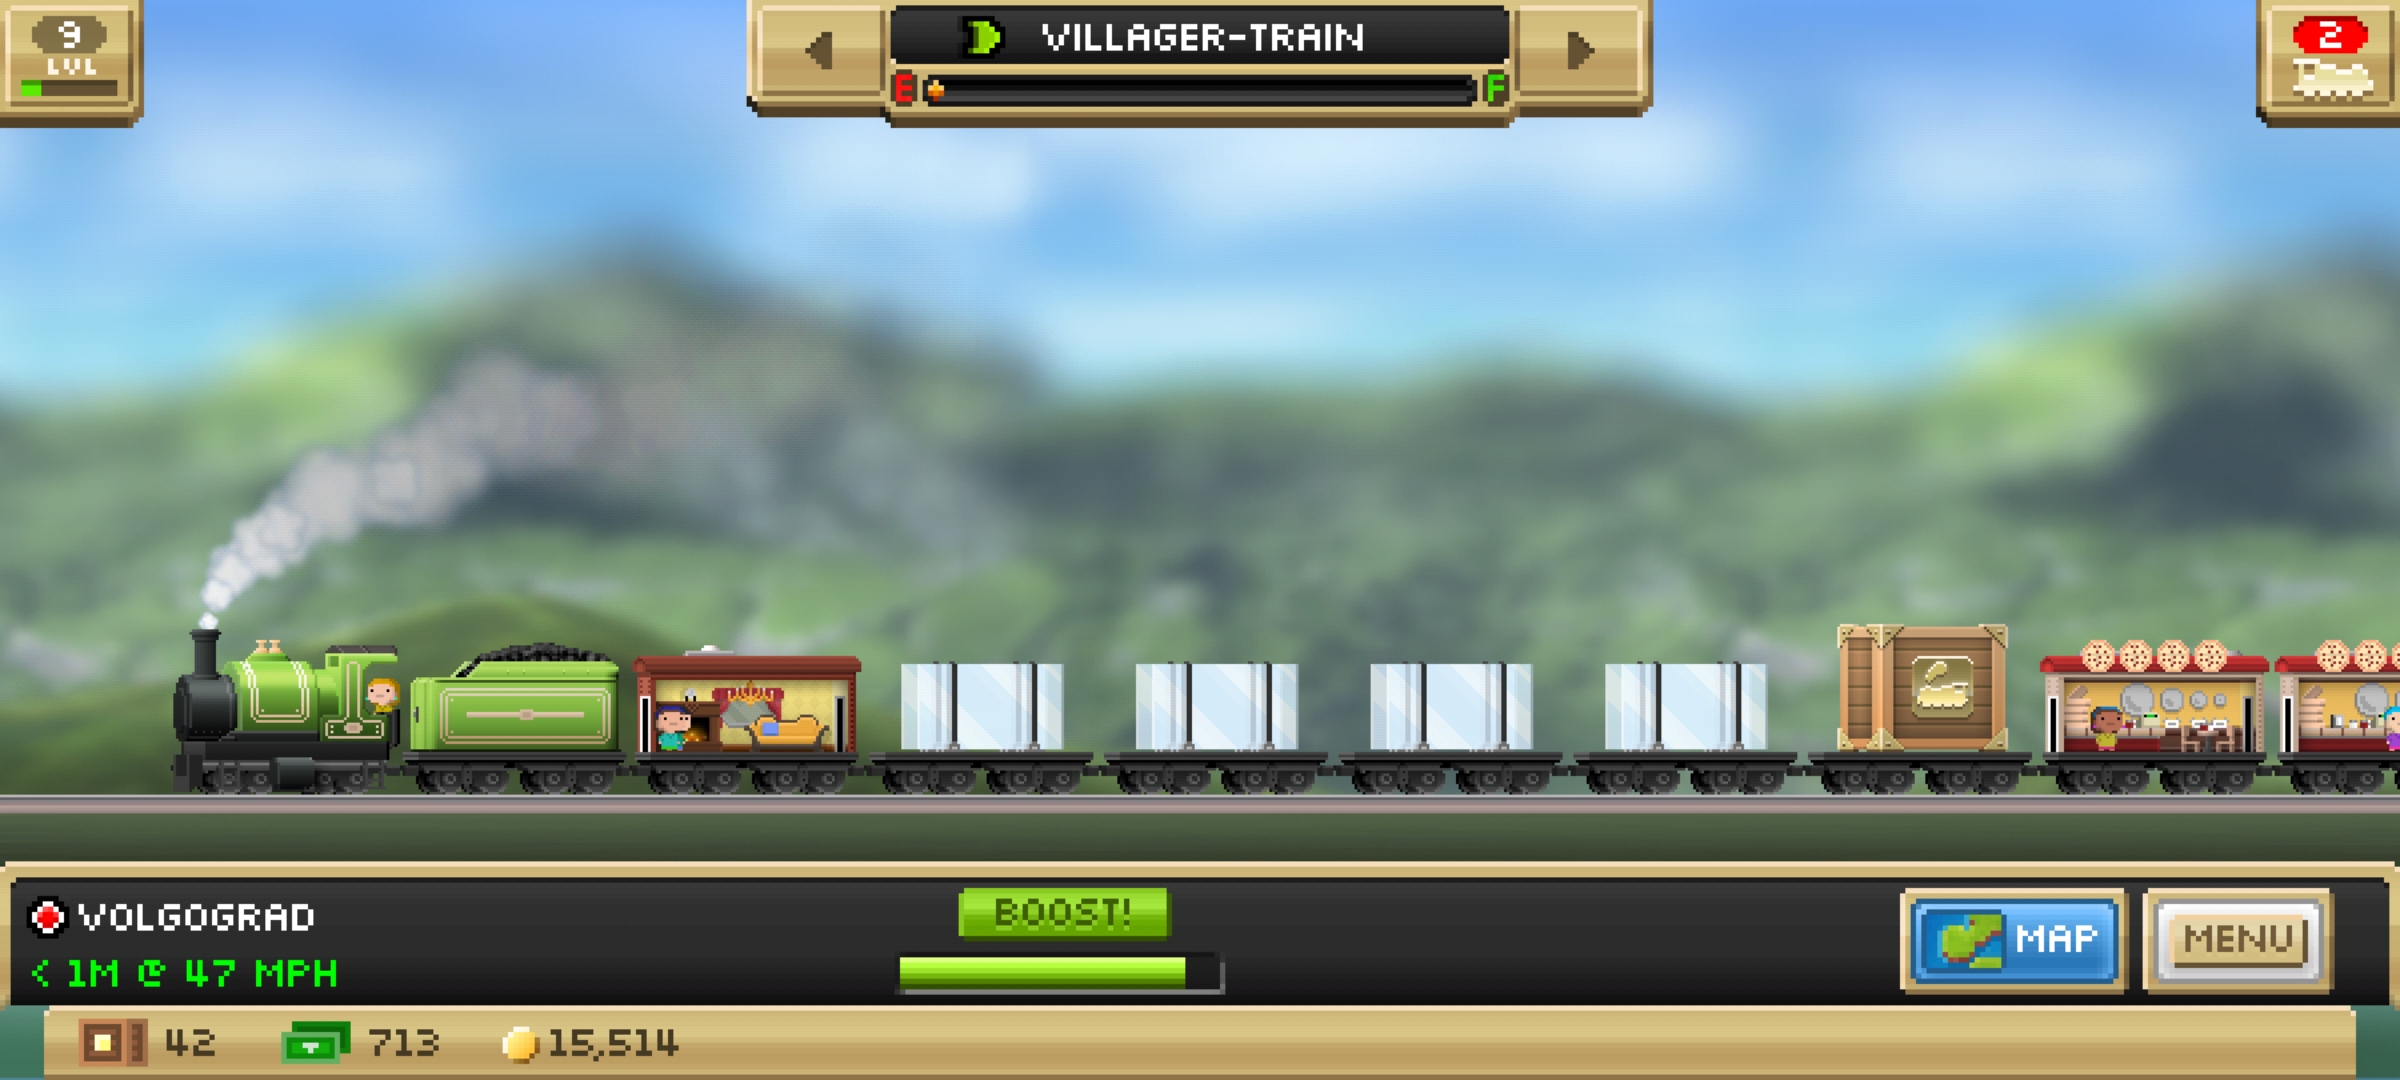 9
LVL
VILLAGER-TRAIN
E F
2
VOLGOGRAD
< 1M @ 47 MPH
BOOST!
MAP
MENU
42
713
15,514